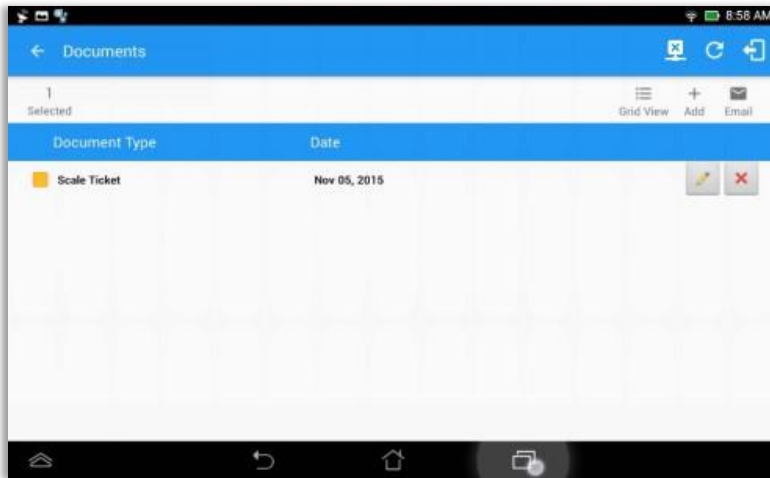 8:58 AM
Documents
1
Selected
Grid View Add Email
Document Type Date
Scale Ticket Nov 05, 2015